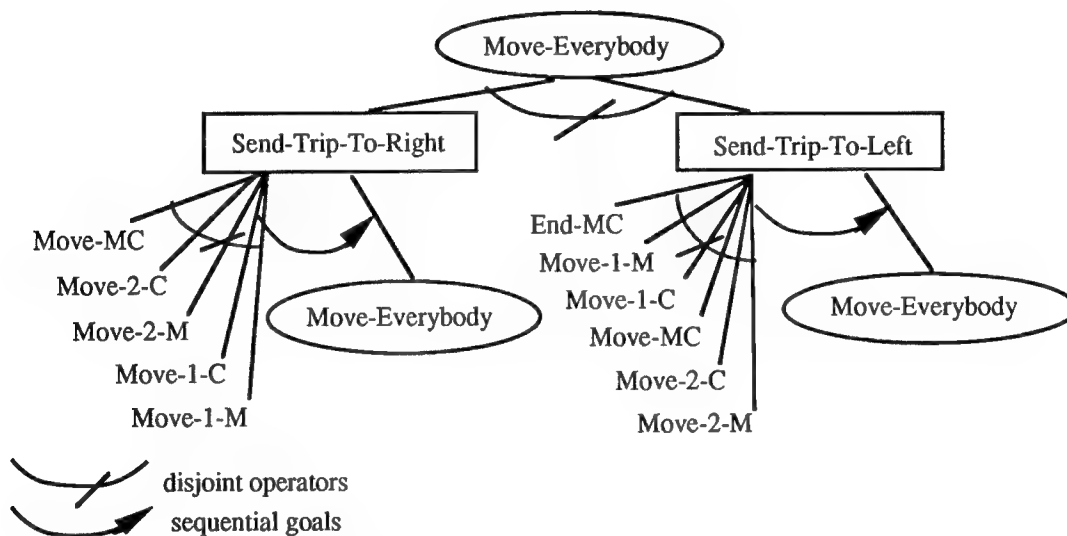 Move-Everybody
Send-Trip-To-Right
Send-Trip-To-Left
Move-MC
Move-2-C
Move-2-M
Move-1-C
Move-1-M
Move-Everybody
End-MC
Move-1-M
Move-1-C
Move-MC
Move-2-C
Move-2-M
Move-Everybody
disjoint operators
sequential goals